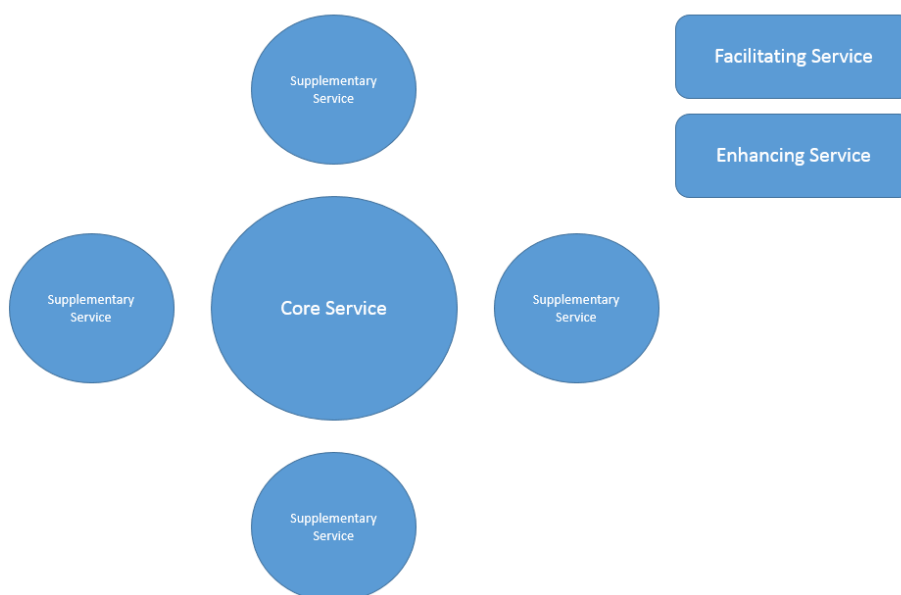 Supplementary
Service
Facilitating Service
Enhancing Service
Supplementary
Service
Core Service
Supplementary
Service
Supplementary
Service